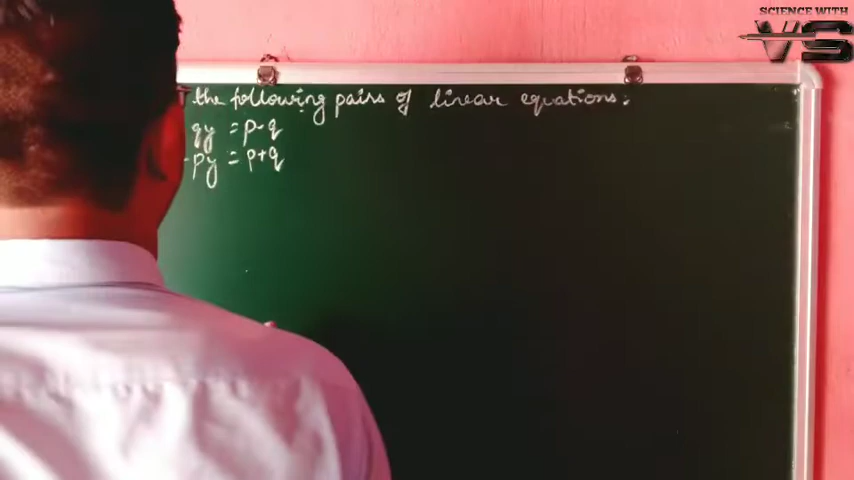 SCIENCE WITH
VS
the following pairs of linear equations:
qy = p-q
-py = p+q